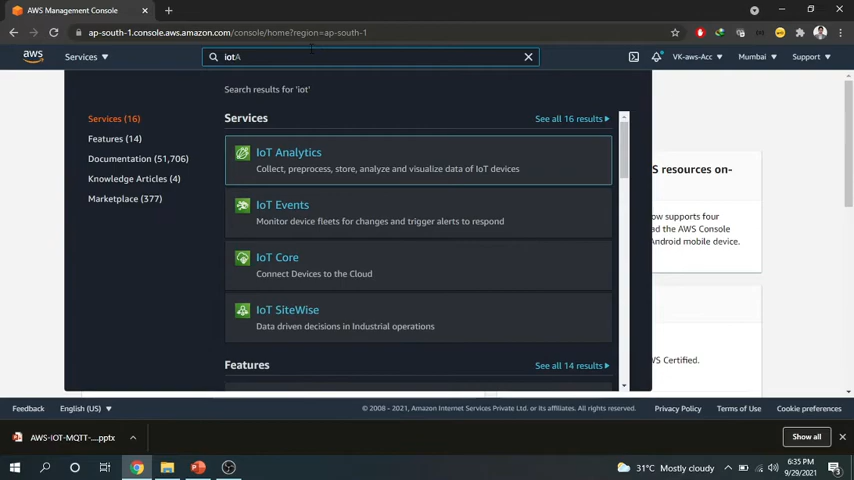 AWS Management Console
ap-south-1.console.aws.amazon.com/console/home?region=ap-south-1
aws
Services
iotA
VK-aws-Acc
Mumbai
Support
Search results for 'iot'
Services (16)
Features (14)
Documentation (51,706)
Knowledge Articles (4)
Marketplace (377)
Services
See all 16 results
IoT Analytics
Collect, preprocess, store, analyze and visualize data of IoT devices
IoT Events
Monitor device fleets for changes and trigger alerts to respond
IoT Core
Connect Devices to the Cloud
IoT SiteWise
Data driven decisions in Industrial operations
Features
See all 14 results
S resources on-
ow supports four
ad the AWS Console
Android mobile device.
WS Certified.
Feedback
English (US)
© 2008 - 2021, Amazon Internet Services Private Ltd. or its affiliates. All rights reserved.
Privacy Policy
Terms of Use
Cookie preferences
AWS-IOT-MQTT-....pptx
Show all
31°C Mostly cloudy
6:35 PM
9/29/2021
3